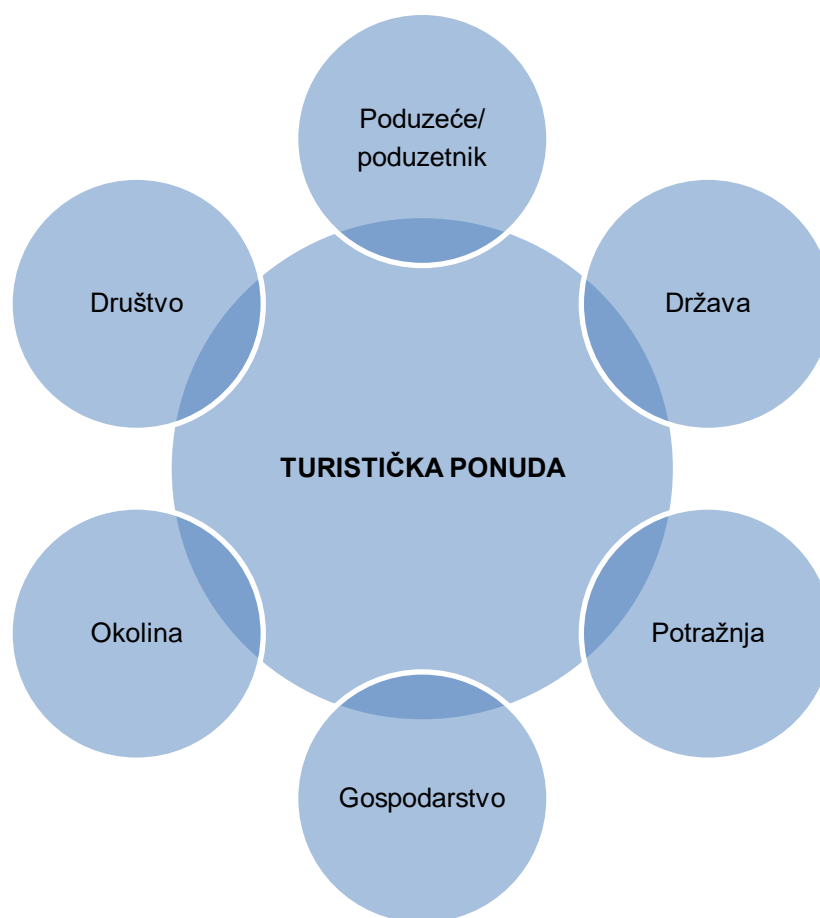 Poduzeće/
poduzetnik
Društvo
Država
TURISTIČKA PONUDA
Okolina
Potražnja
Gospodarstvo